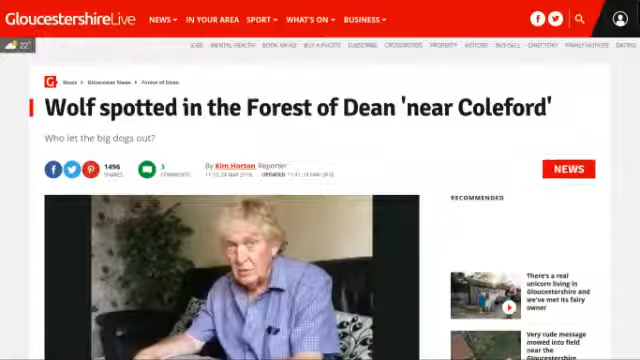 GloucestershireLive
NEWS IN YOUR AREA SPORT WHAT'S ON BUSINESS
22°
JOBS MENTAL HEALTH BOOK AN AD BUY A PHOTO SUBSCRIBE CROSSWORDS PROPERTY MOTORS BUY/SELL DIRECTORY FAMILY NOTICES DATING
News Gloucester News Forest of Dean
Wolf spotted in the Forest of Dean 'near Coleford'
Who let the big dogs out?
1496
SHARES
3
COMMENTS
By Kim Horton Reporter
UPDATED
NEWS
RECOMMENDED
There's a real
unicorn living in
Gloucestershire and
we've met its fairy
owner
Very rude message
mowed into field
near the
Gloucestershire